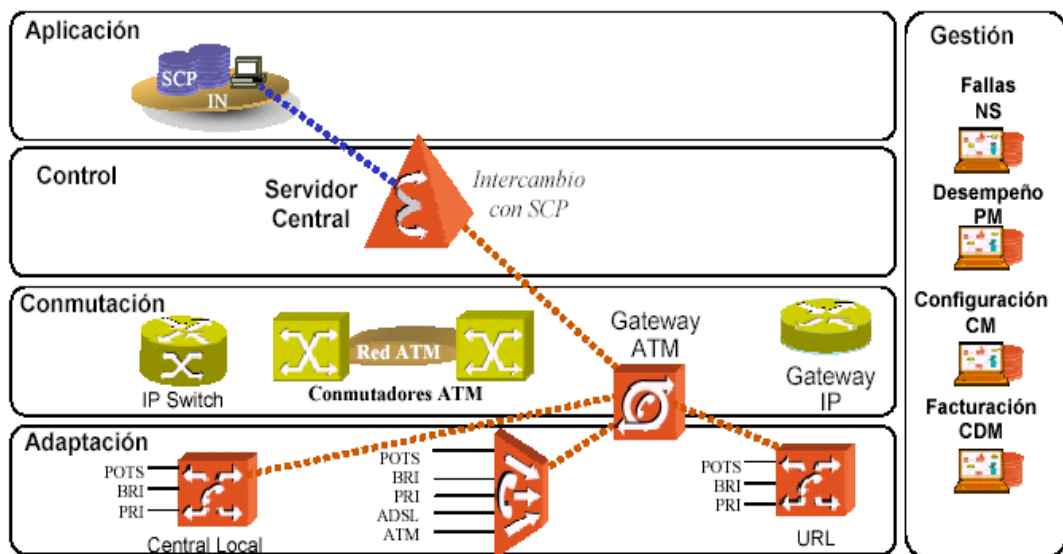 Aplicación
SCP
IN
Control
Servidor
Central
Intercambio
con SCP
Conmutación
IP Switch
Red ATM
Conmutadores ATM
Gateway
ATM
Gateway
IP
Adaptación
POTS
BRI
PRI
Central Local
POTS
BRI
PRI
ADSL
ATM
POTS
BRI
PRI
URL
Gestión
Fallas
NS
Desempeño
PM
Configuración
CM
Facturación
CDM